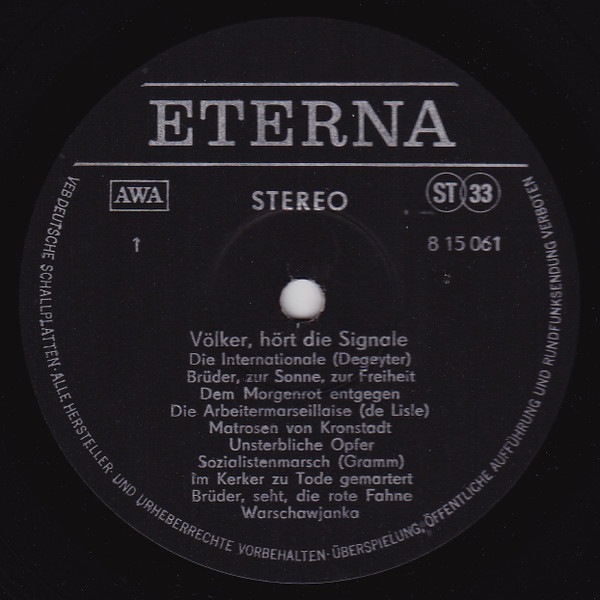 ETERNA
AWA
STEREO
ST 33
1
8 15 061
Völker, hört die Signale
Die Internationale (Degeyter)
Brüder, zur Sonne, zur Freiheit
Dem Morgenrot entgegen
Die Arbeitermarseillaise (de Lisle)
Matrosen von Kronstadt
Unsterbliche Opfer
Sozialistenmarsch (Gramm)
Im Kerker zu Tode gemartert
Brüder, seht, die rote Fahne
Warschawjanka
VEB DEUTSCHE SCHALLPLATTEN·ALLE HERSTELLER- UND URHEBERRECHTE VORBEHALTEN·ÜBERSPIELUNG, ÖFFENTLICHE AUFFÜHRUNG UND RUNDFUNKSENDUNG VERBOTEN